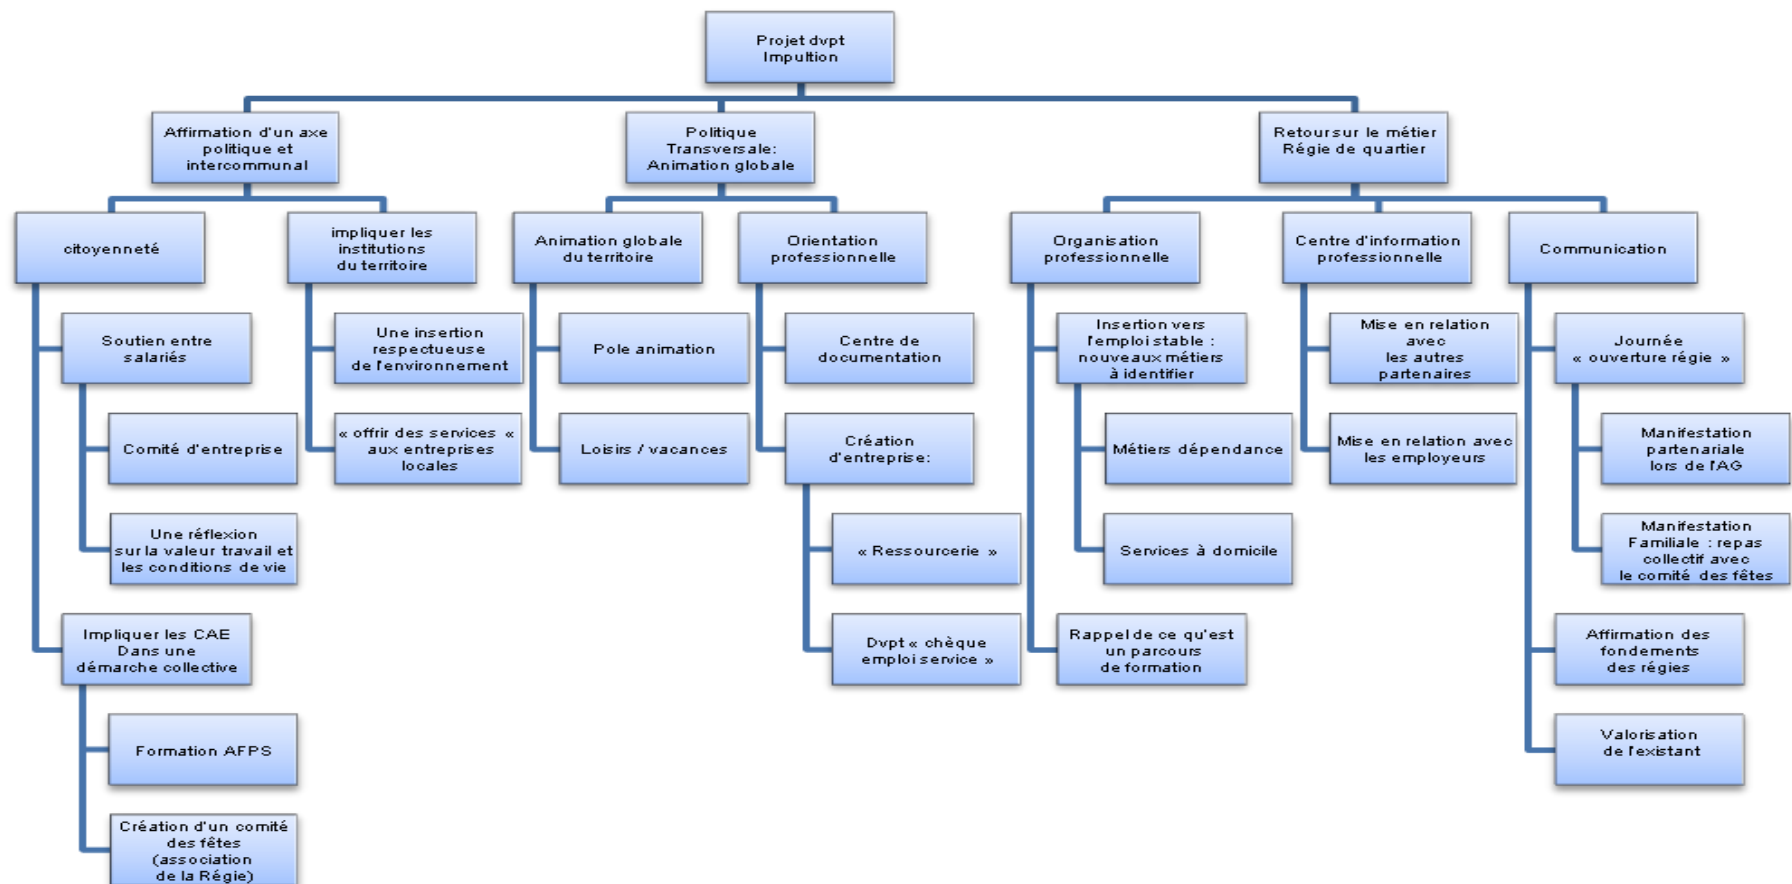 Projet dvpt
Impultion
Affirmation d'un axe
politique et
intercommunal
Politique
Transversale:
Animation globale
Retour sur le métier
Régie de quartier
citoyenneté
impliquer les
institutions
du territoire
Animation globale
du territoire
Orientation
professionnelle
Organisation
professionnelle
Centre d'information
professionnelle
Communication
Soutien entre
salariés
Une insertion
respectueuse
de l'environnement
Pole animation
Centre de
documentation
Insertion vers
l'emploi stable :
nouveaux métiers
à identifier
Mise en relation
avec
les autres
partenaires
Journée
« ouverture régie »
Comité d'entreprise
« offrir des services «
aux entreprises
locales
Loisirs / vacances
Création
d'entreprise:
Métiers dépendance
Mise en relation avec
les employeurs
Manifestation
partenariale
lors de l'AG
Une réflexion
sur la valeur travail et
les conditions de vie
« Ressourcerie »
Services à domicile
Manifestation
Familiale : repas
collectif avec
le comité des fêtes
Impliquer les CAE
Dans une
démarche collective
Dvpt « chèque
emploi service »
Rappel de ce qu'est
un parcours
de formation
Affirmation des
fondements
des régies
Formation AFPS
Valorisation
de l'existant
Création d'un comité
des fêtes
(association
de la Régie)